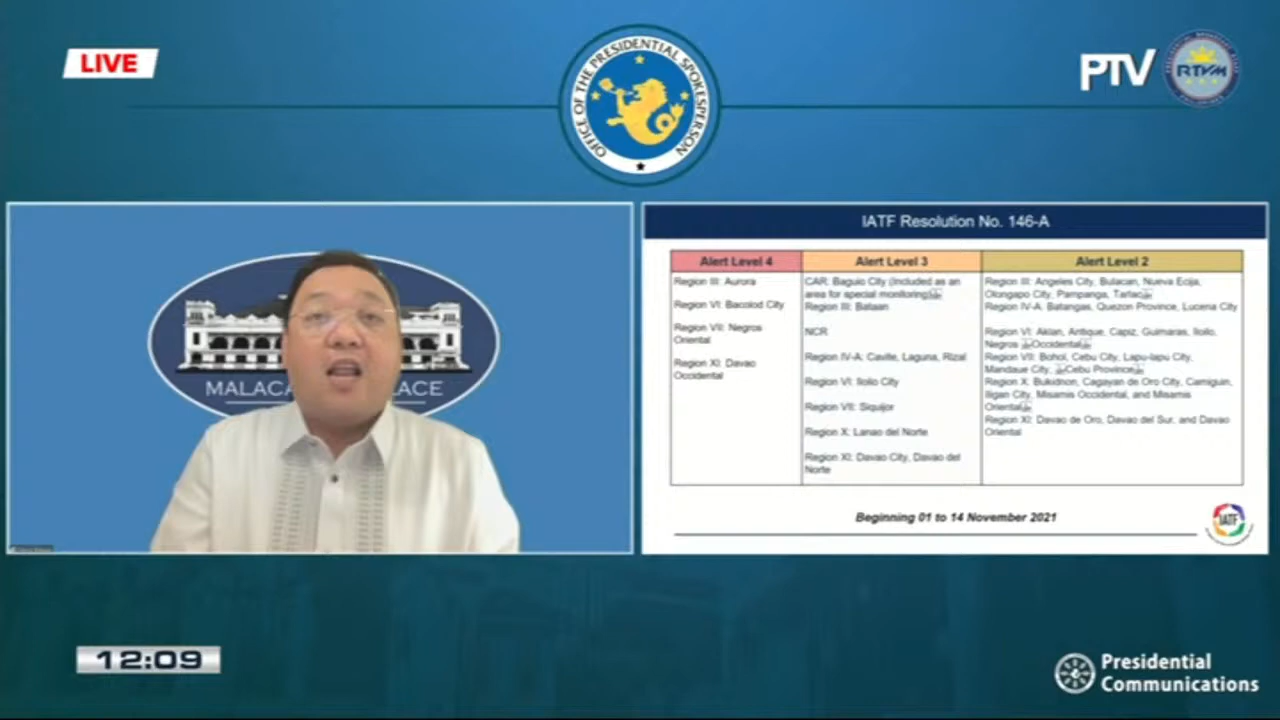 LIVE
OFFICE OF THE PRESIDENTIAL SPOKESPERSON
PTV
RTVM
MALACA
ACE
IATF Resolution No. 146-A
Alert Level 4
Region III: Aurora
Region VI: Bacolod City
Region VII: Negros
Oriental
Region XI: Davao
Occidental
Alert Level 3
CAR: Baguio City (Included as an
area for special monitoring)
Region III: Bataan
NCR
Region IV-A: Cavite, Laguna, Rizal
Region VI: Iloilo City
Region VII: Siquijor
Region X: Lanao del Norte
Region XI: Davao City, Davao del
Norte
Alert Level 2
Region III: Angeles City, Bulacan, Nueva Ecija,
Olongapo City, Pampanga, Tarlac
Region IV-A: Batangas, Quezon Province, Lucena City
Region VI: Aklan, Antique, Capiz, Guimaras, Iloilo,
Negros Occidental
Region VII: Bohol, Cebu City, Lapu-lapu City,
Mandaue City, Cebu Province
Region X: Bukidnon, Cagayan de Oro City, Camiguin,
Iligan City, Misamis Occidental, and Misamis
Oriental
Region XI: Davao de Oro, Davao del Sur, and Davao
Oriental
Beginning 01 to 14 November 2021
IATF
12:09
Presidential
Communications